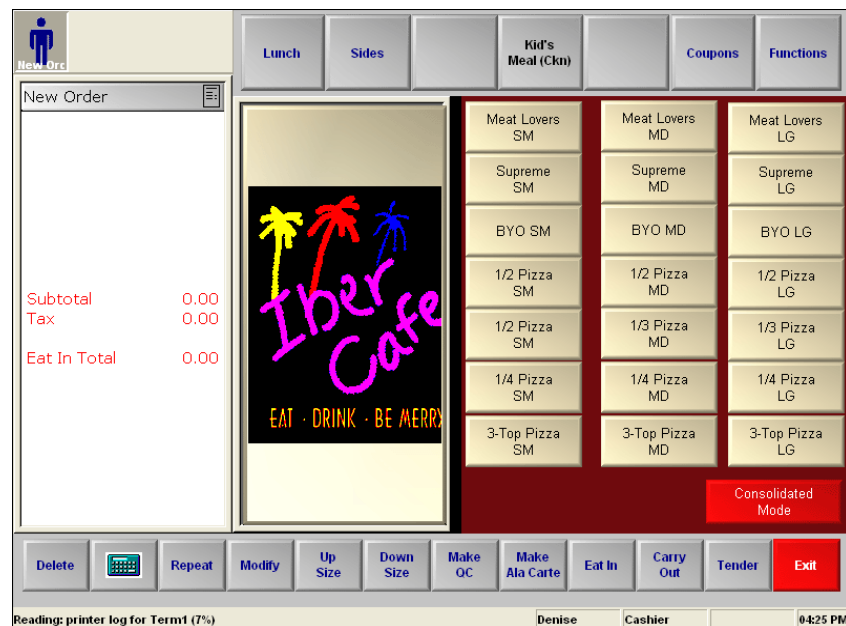 New Orc
Lunch
Sides
Kid's
Meal (Ckn)
Coupons
Functions
New Order
Subtotal 0.00
Tax 0.00
Eat In Total 0.00
Iber
Cafe
EAT · DRINK · BE MERRY
Meat Lovers
SM
Meat Lovers
MD
Meat Lovers
LG
Supreme
SM
Supreme
MD
Supreme
LG
BYO SM
BYO MD
BYO LG
1/2 Pizza
SM
1/2 Pizza
MD
1/2 Pizza
LG
1/2 Pizza
SM
1/3 Pizza
MD
1/3 Pizza
LG
1/4 Pizza
SM
1/4 Pizza
MD
1/4 Pizza
LG
3-Top Pizza
SM
3-Top Pizza
MD
3-Top Pizza
LG
Consolidated
Mode
Delete
Repeat
Modify
Up
Size
Down
Size
Make
QC
Make
Ala Carte
Eat In
Carry
Out
Tender
Exit
Reading: printer log for Term1 (7%)
Denise
Cashier
04:25 PM